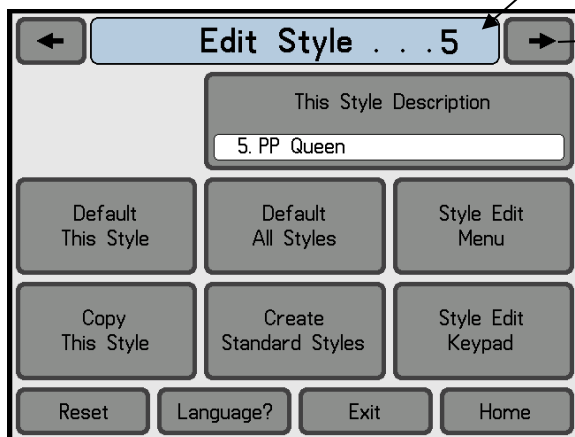 Edit Style . . .5
This Style Description
5. PP Queen
Default
This Style
Default
All Styles
Style Edit
Menu
Copy
This Style
Create
Standard Styles
Style Edit
Keypad
Reset
Language?
Exit
Home